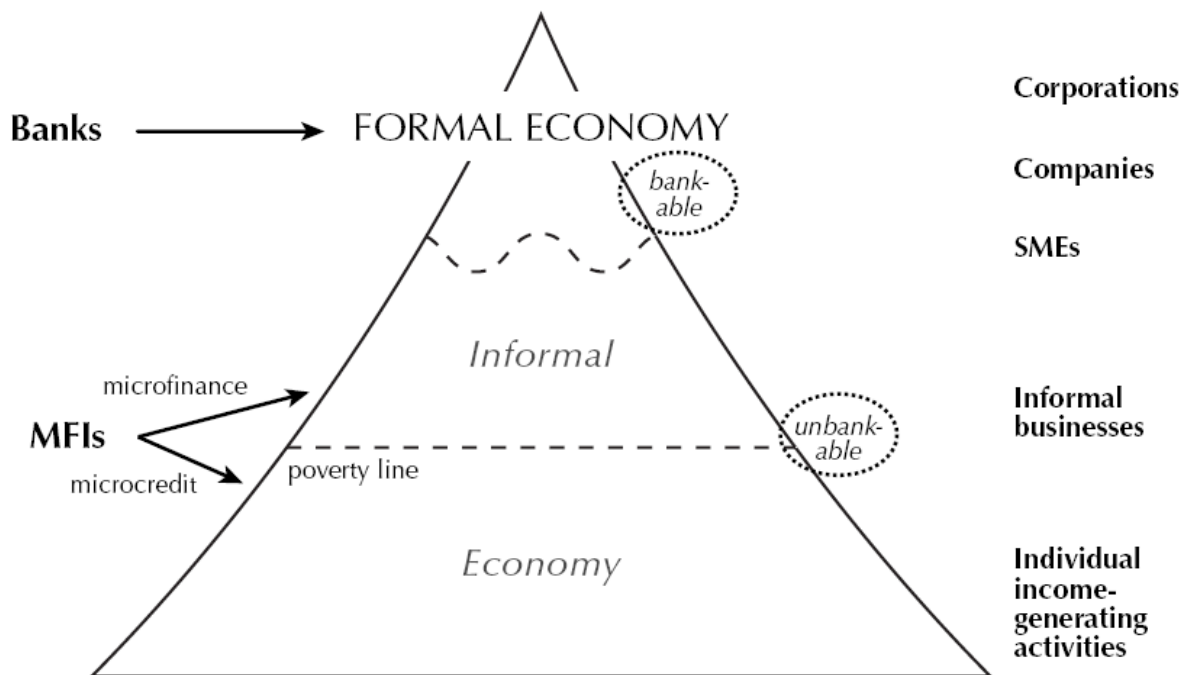 Corporations
Banks
FORMAL ECONOMY
Companies
bank-
able
SMEs
Informal
microfinance
Informal
businesses
MFIs
unbank-
able
poverty line
microcredit
Economy
Individual
income-
generating
activities